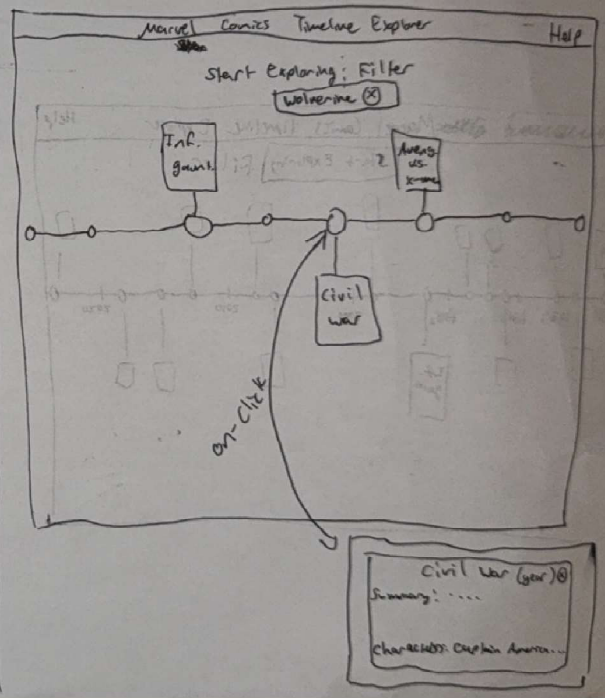 Marvel Comics Timeline Explorer
Help
Start Exploring: Filter
Wolverine ⓧ
Inf.
gaunt.
Aveng
vs.
x-men
Civil
War
on-Click
Civil War (year) ⓧ
Summary: ....
Characters: Captain America...